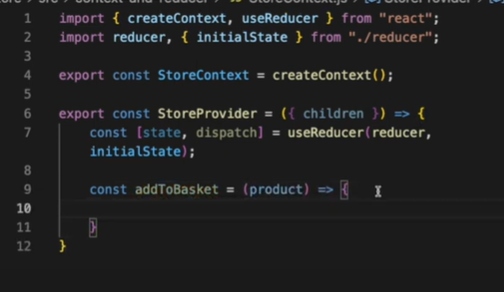 src > context-and-reducer > StoreContext.js > StoreProvider >
1 import { createContext, useReducer } from "react";
2 import reducer, { initialState } from "./reducer";
3
4 export const StoreContext = createContext();
5
6 export const StoreProvider = ({ children }) => {
7 const [state, dispatch] = useReducer(reducer,
initialState);
8
9 const addToBasket = (product) => {
10
11 }
12 }